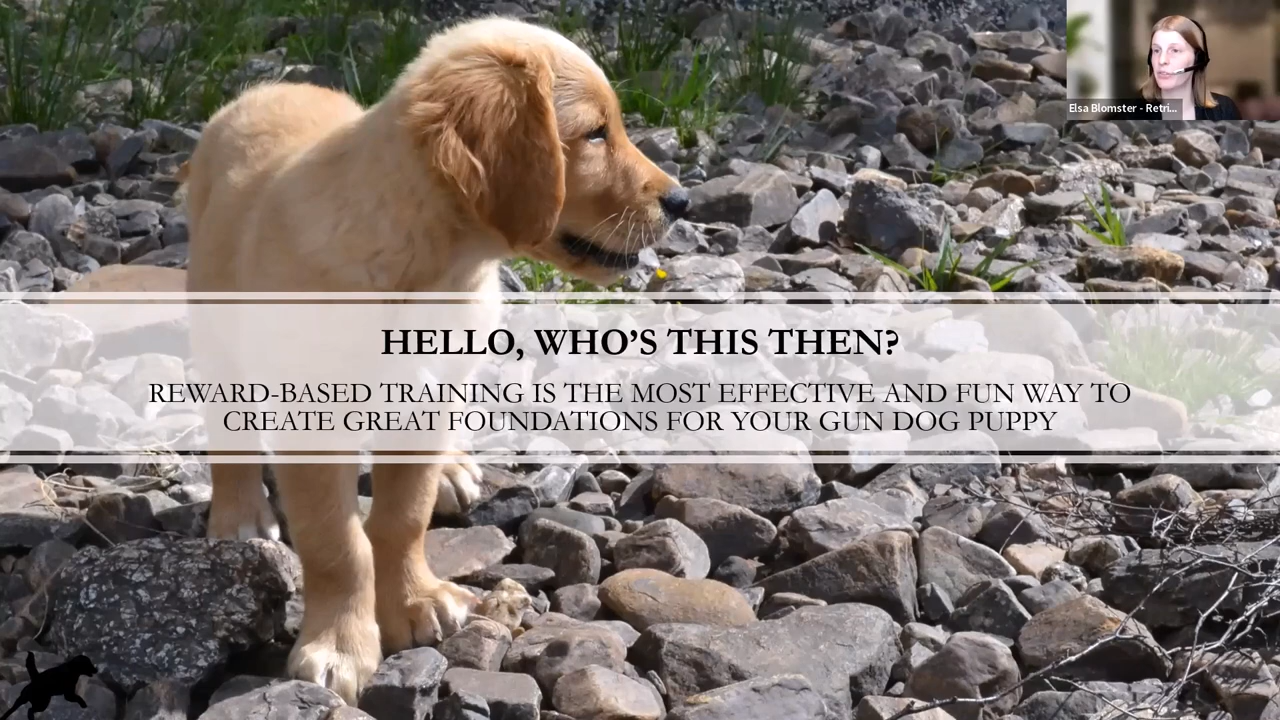 Elsa Blomster - Retri...
HELLO, WHO'S THIS THEN?
REWARD-BASED TRAINING IS THE MOST EFFECTIVE AND FUN WAY TO
CREATE GREAT FOUNDATIONS FOR YOUR GUN DOG PUPPY